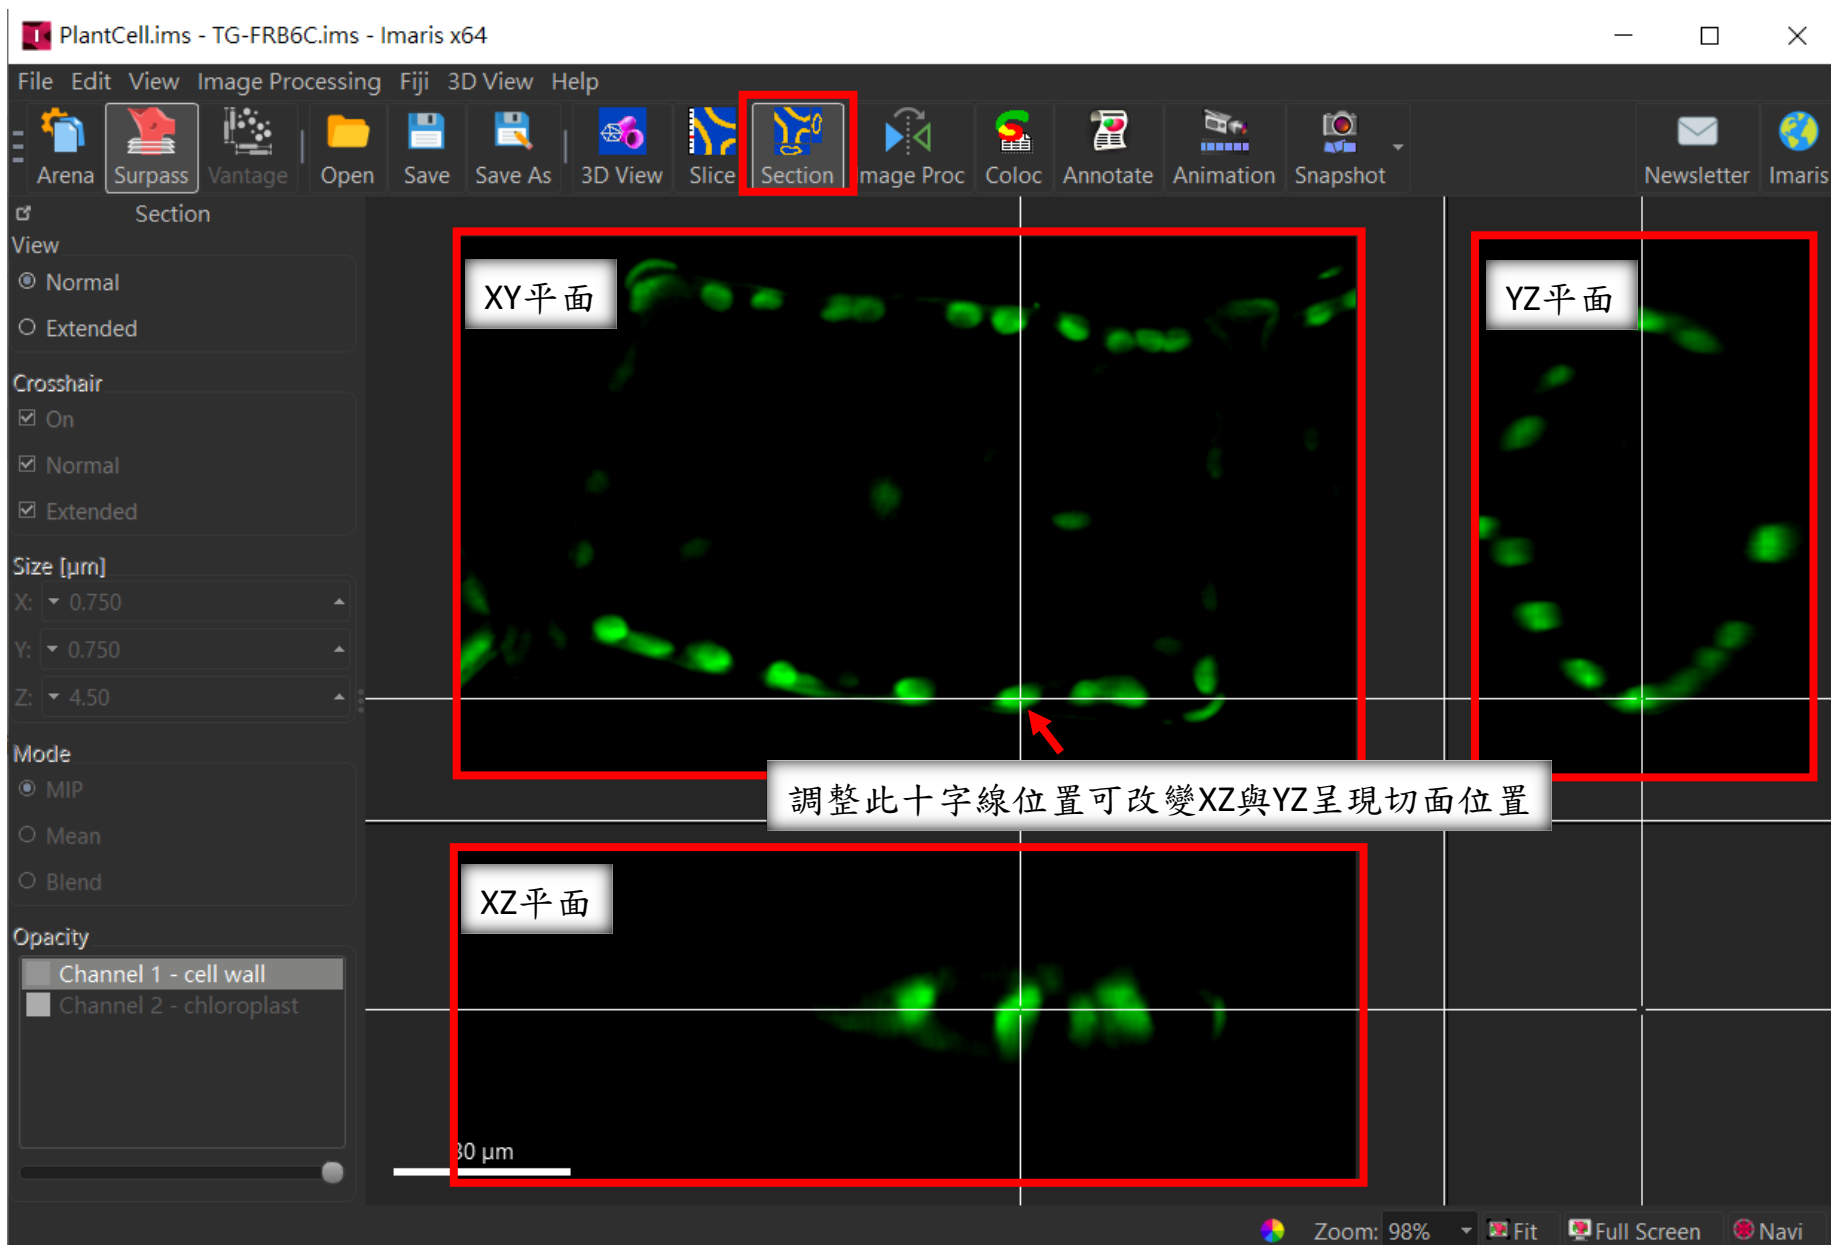 PlantCell.ims - TG-FRB6C.ims - Imaris x64
File Edit View Image Processing Fiji 3D View Help
Arena Surpass Vantage Open Save Save As 3D View Slice Section Image Proc Coloc Annotate Animation Snapshot Newsletter Imaris
Section
View
Normal
Extended
Crosshair
On
Normal
Extended
Size [µm]
X: 0.750
Y: 0.750
Z: 4.50
Mode
MIP
Mean
Blend
Opacity
Channel 1 - cell wall
Channel 2 - chloroplast
XY平面
YZ平面
調整此十字線位置可改變XZ與YZ呈現切面位置
XZ平面
30 µm
Zoom: 98% Fit Full Screen Navi